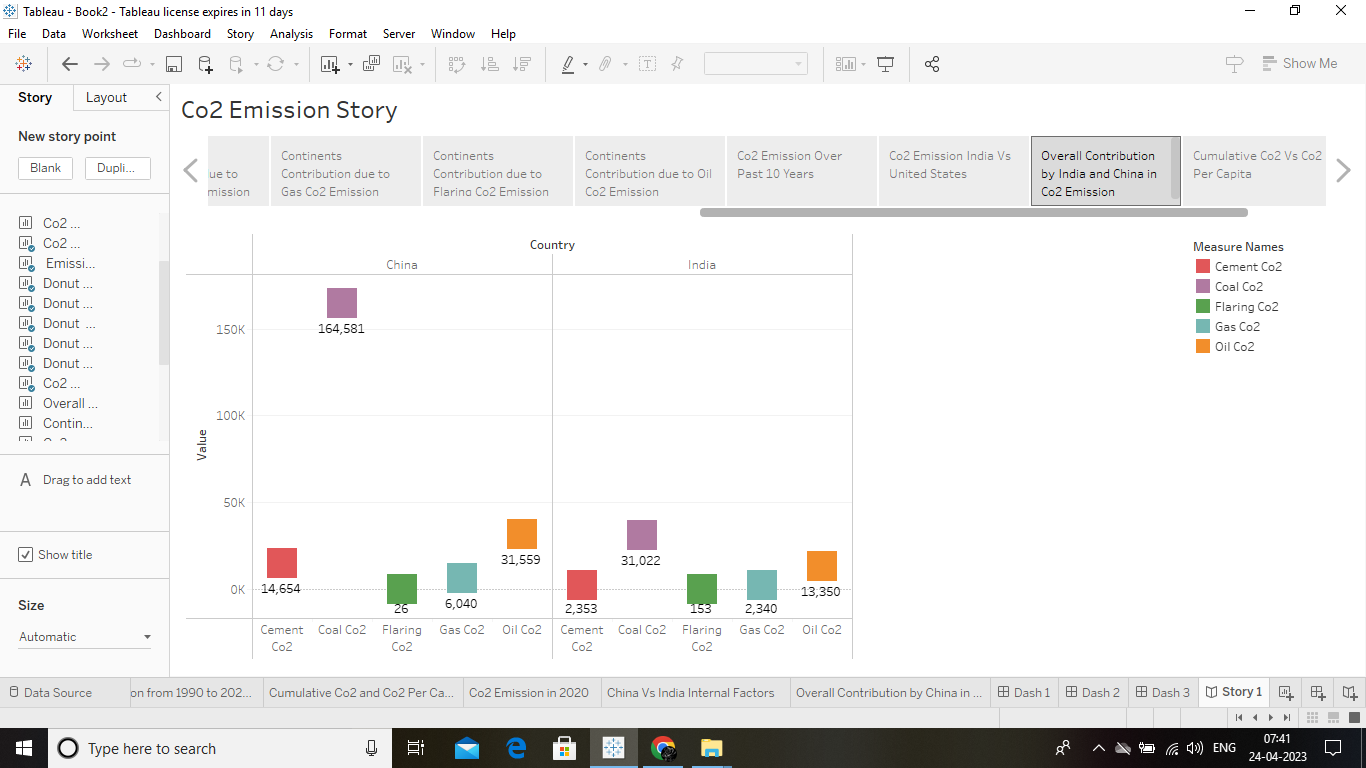 Tableau - Book2 - Tableau license expires in 11 days
File Data Worksheet Dashboard Story Analysis Format Server Window Help
Show Me
Story Layout
New story point
Blank Dupli...
Co2 ...
Co2 ...
Emissi...
Donut ...
Donut ...
Donut ...
Donut ...
Donut ...
Co2 ...
Overall ...
Contin...
A Drag to add text
Show title
Size
Automatic
Co2 Emission Story
ue to
mission
Continents
Contribution due to
Gas Co2 Emission
Continents
Contribution due to
Flaring Co2 Emission
Continents
Contribution due to Oil
Co2 Emission
Co2 Emission Over
Past 10 Years
Co2 Emission India Vs
United States
Overall Contribution
by India and China in
Co2 Emission
Cumulative Co2 Vs Co2
Per Capita
Country
China India
Value
150K
100K
50K
0K
164,581
14,654
26
6,040
31,559
2,353
31,022
153
2,340
13,350
Cement Co2
Coal Co2
Flaring Co2
Gas Co2
Oil Co2
Cement Co2
Coal Co2
Flaring Co2
Gas Co2
Oil Co2
Measure Names
Cement Co2
Coal Co2
Flaring Co2
Gas Co2
Oil Co2
Data Source on from 1990 to 202... Cumulative Co2 and Co2 Per Ca... Co2 Emission in 2020 China Vs India Internal Factors Overall Contribution by China in ... Dash 1 Dash 2 Dash 3 Story 1
Type here to search
ENG
07:41
24-04-2023